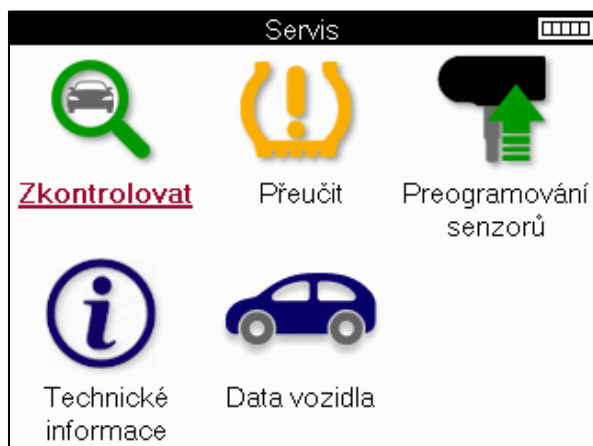 Servis
Zkontrolovat
Přeučit
Preogramování
senzorů
Technické
informace
Data vozidla